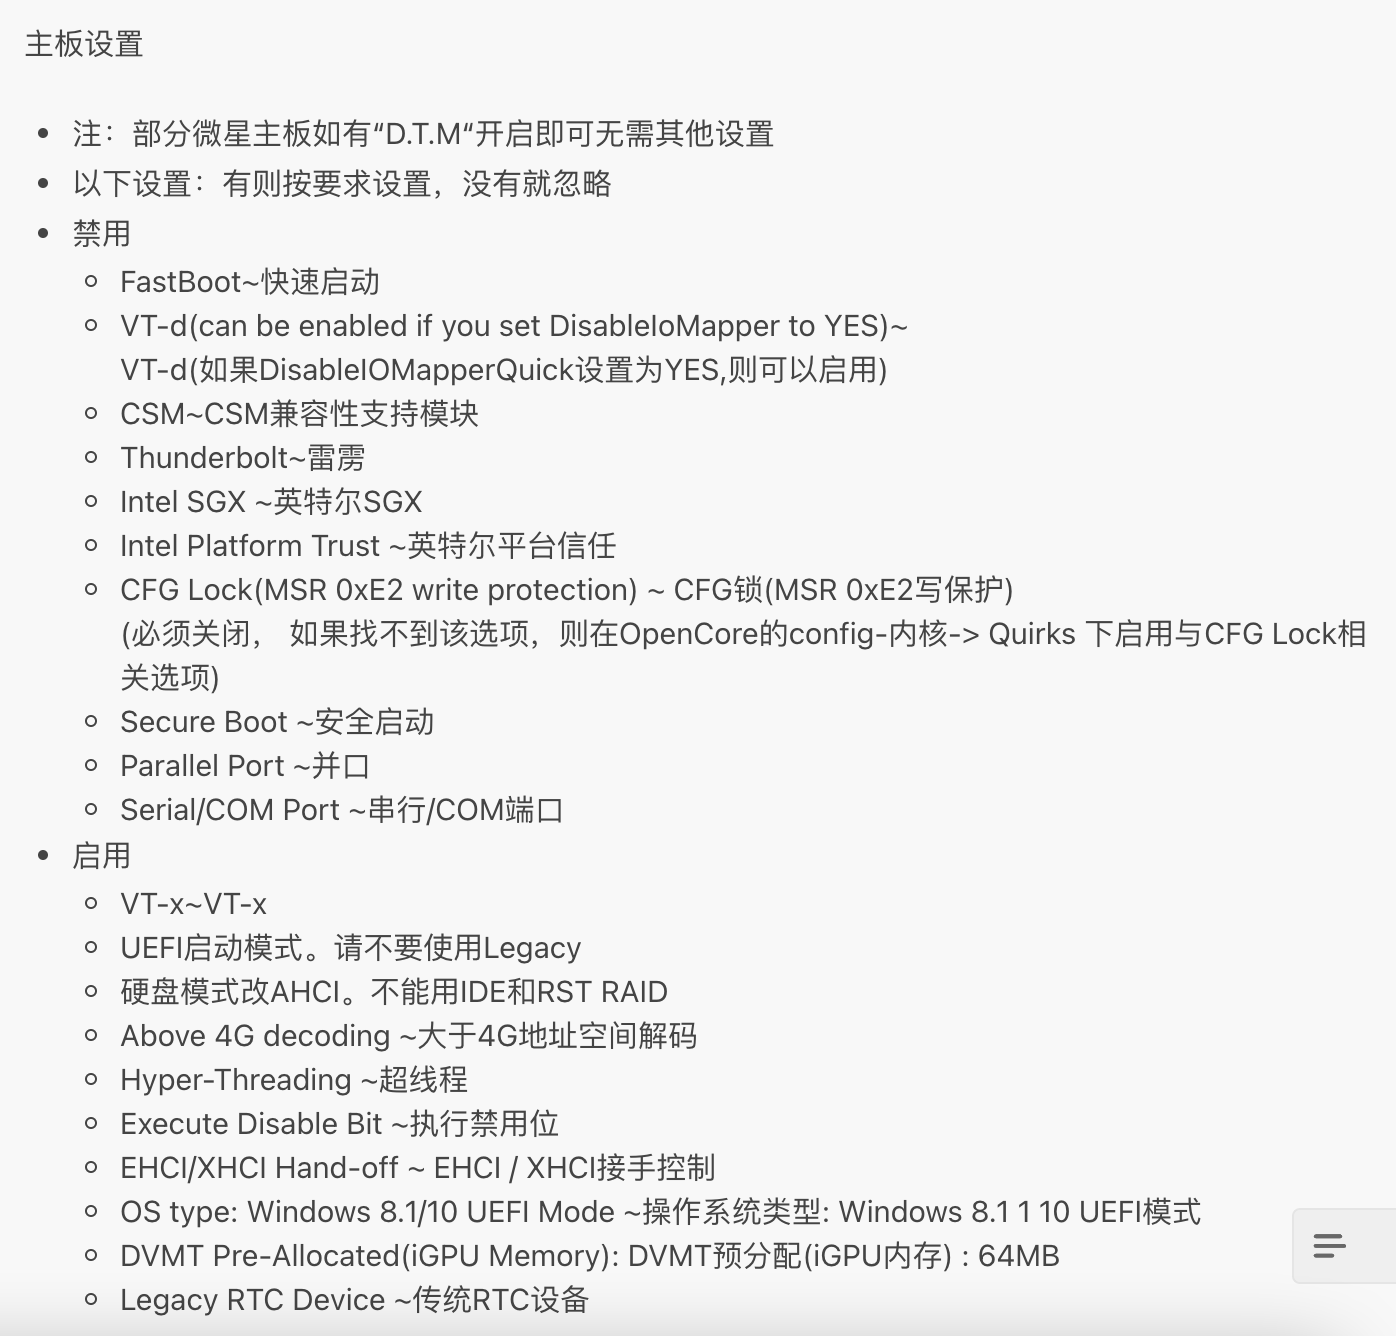 主板设置
注：部分微星主板如有“D.T.M“开启即可无需其他设置
以下设置：有则按要求设置，没有就忽略
禁用
FastBoot~快速启动
VT-d(can be enabled if you set DisableIoMapper to YES)~
VT-d(如果DisableIOMapperQuick设置为YES,则可以启用)
CSM~CSM兼容性支持模块
Thunderbolt~雷雳
Intel SGX ~英特尔SGX
Intel Platform Trust ~英特尔平台信任
CFG Lock(MSR 0xE2 write protection) ~ CFG锁(MSR 0xE2写保护)
(必须关闭， 如果找不到该选项，则在OpenCore的config-内核-> Quirks 下启用与CFG Lock相
关选项)
Secure Boot ~安全启动
Parallel Port ~并口
Serial/COM Port ~串行/COM端口
启用
VT-x~VT-x
UEFI启动模式。请不要使用Legacy
硬盘模式改AHCI。不能用IDE和RST RAID
Above 4G decoding ~大于4G地址空间解码
Hyper-Threading ~超线程
Execute Disable Bit ~执行禁用位
EHCI/XHCI Hand-off ~ EHCI / XHCI接手控制
OS type: Windows 8.1/10 UEFI Mode ~操作系统类型: Windows 8.1 1 10 UEFI模式
DVMT Pre-Allocated(iGPU Memory): DVMT预分配(iGPU内存) : 64MB
Legacy RTC Device ~传统RTC设备